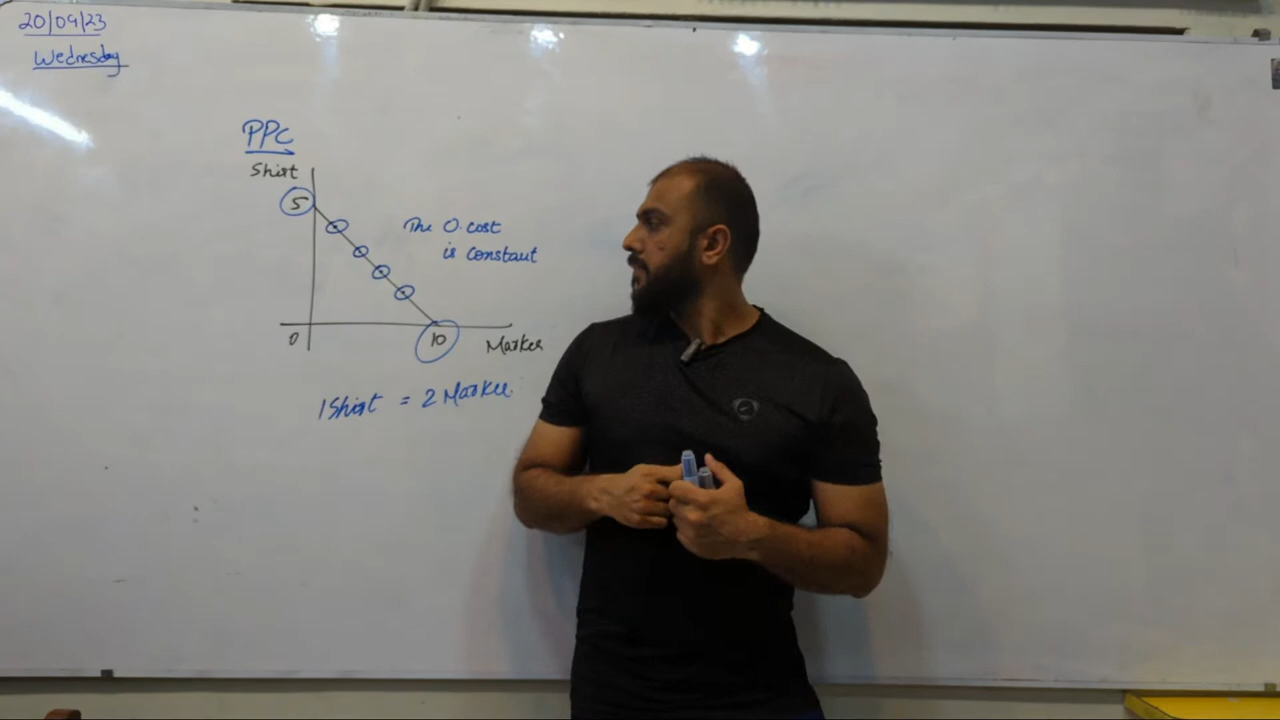 20/09/23
Wednesday
PPC
Shirt
5
The O.cost
is constant
0
10
Marker
1 Shirt = 2 Marker